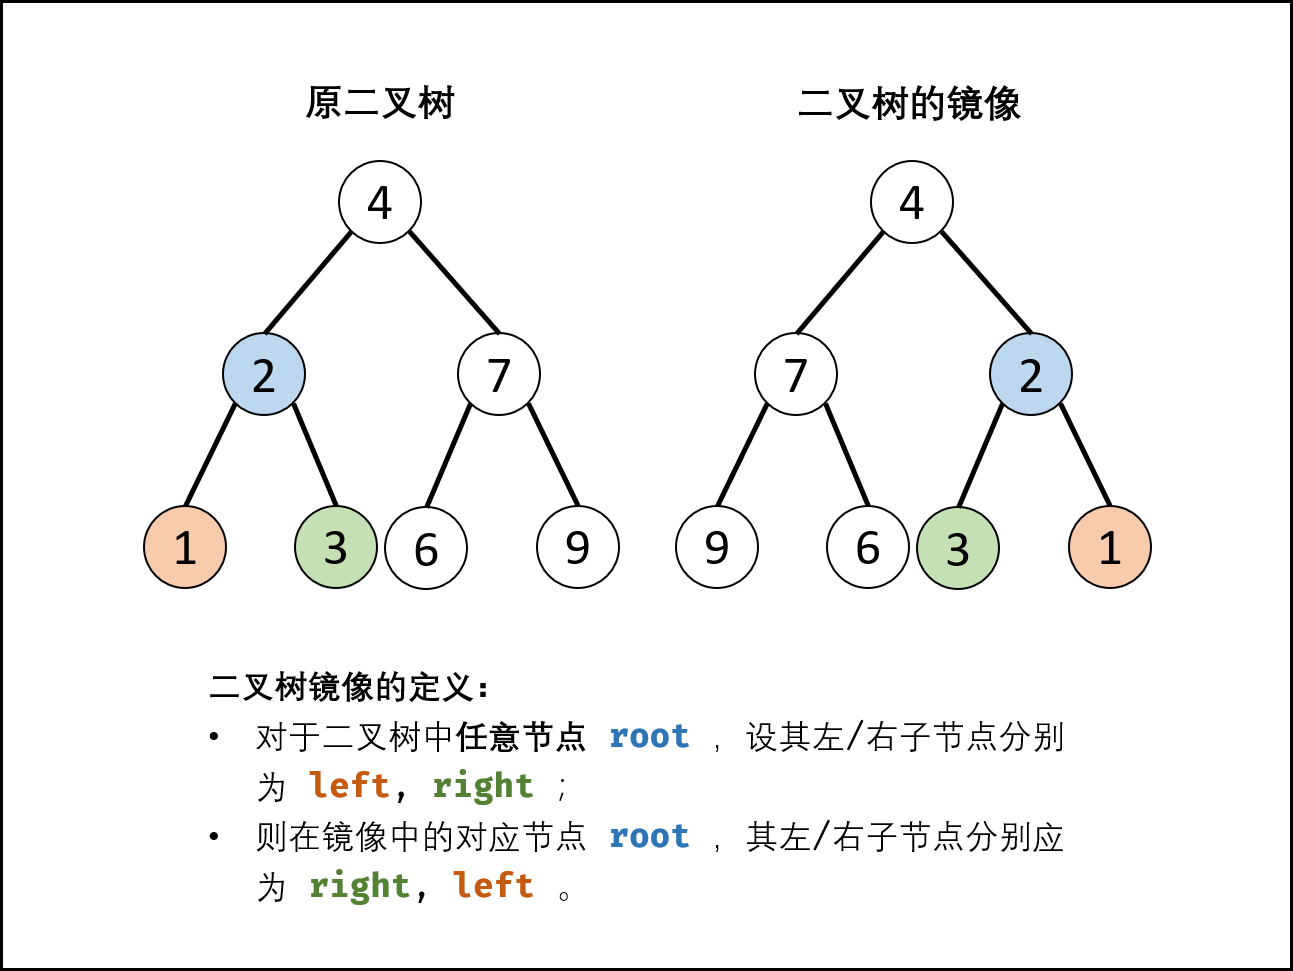 原二叉树 二叉树的镜像
4 4
2 7 7 2
1 3 6 9 9 6 3 1
二叉树镜像的定义：
• 对于二叉树中任意节点 root ，设其左/右子节点分别
为 left, right ；
• 则在镜像中的对应节点 root ，其左/右子节点分别应
为 right, left 。